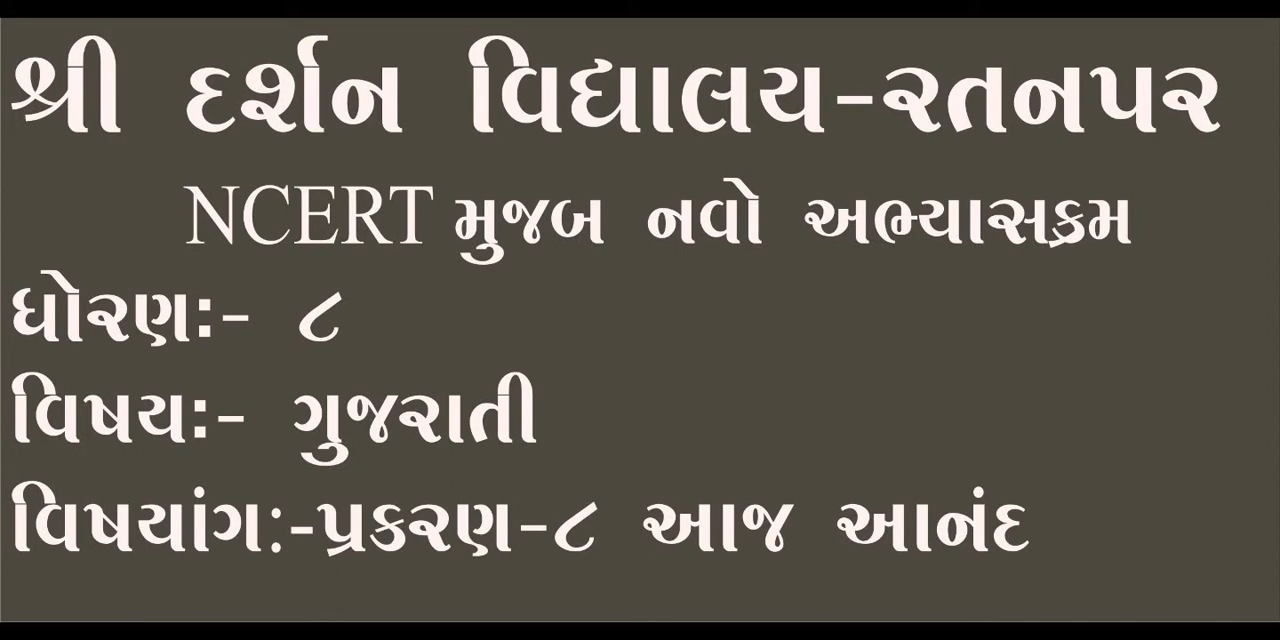 શ્રી દર્શન વિદ્યાલય-રતનપર
NCERT મુજબ નવો અભ્યાસક્રમ
ધોરણઃ- ૮
વિષયઃ- ગુજરાતી
વિષયાંગ:-પ્રકરણ-૮ આજ આનંદ